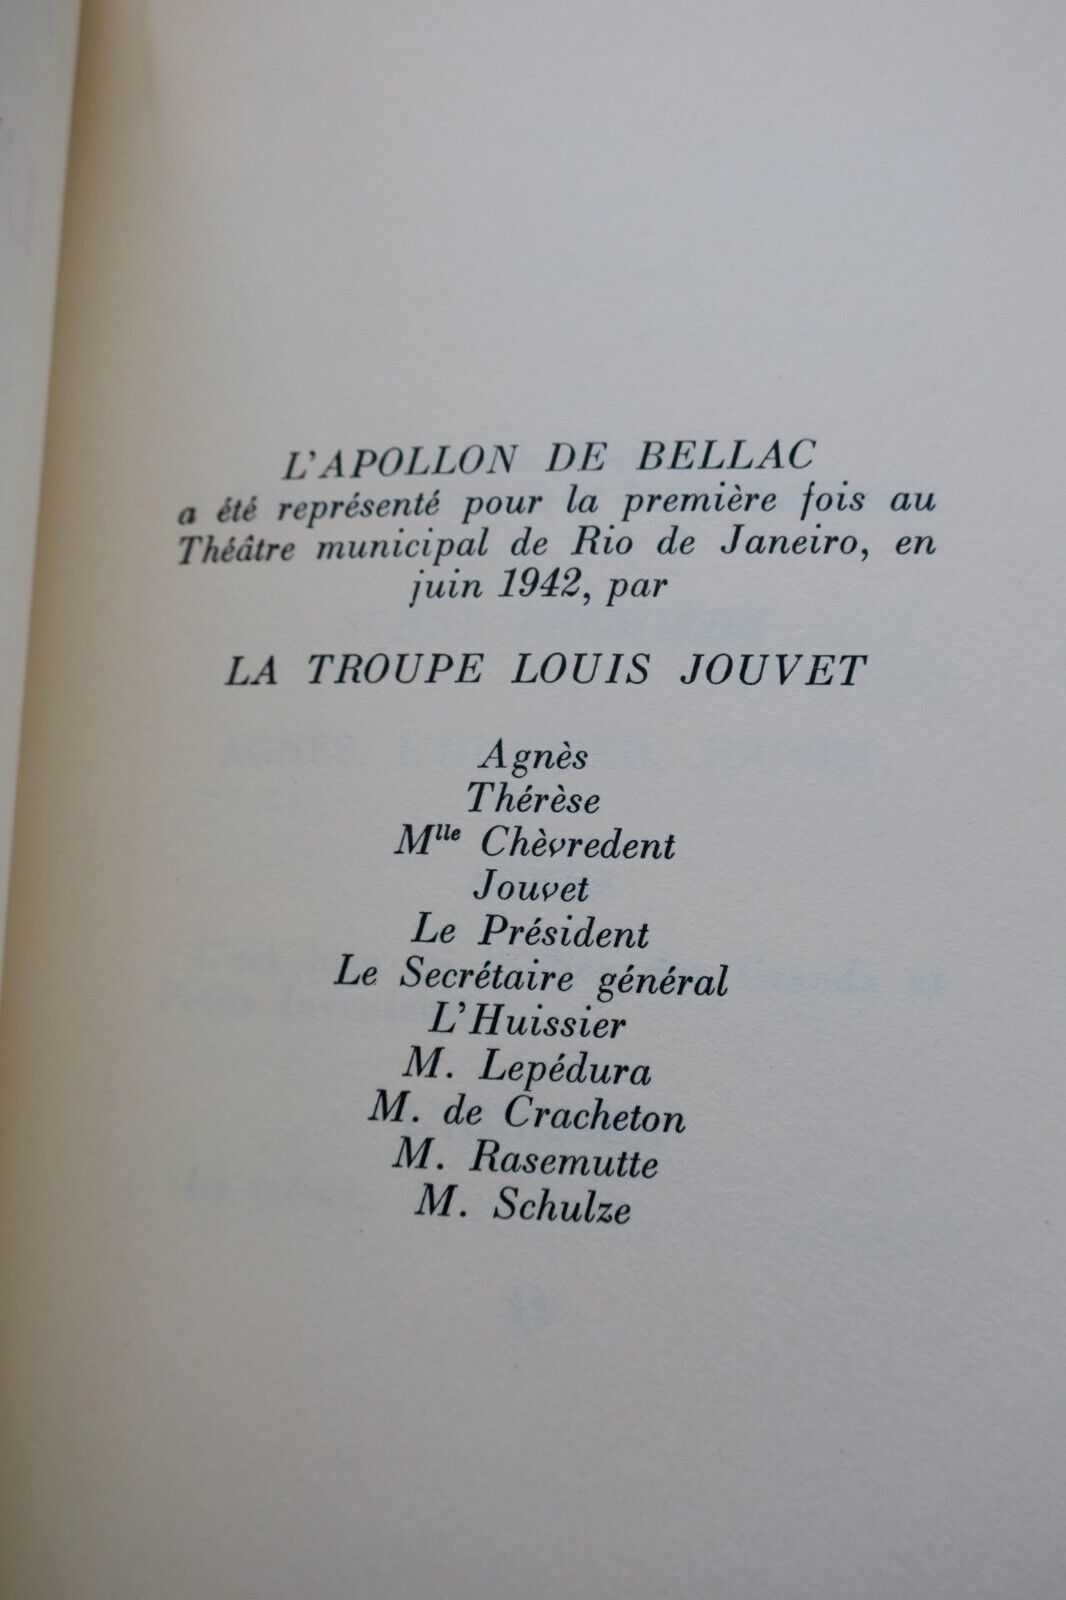 L'APOLLON DE BELLAC
a été représenté pour la première fois au
Théâtre municipal de Rio de Janeiro, en
juin 1942, par
LA TROUPE LOUIS JOUVET
Agnès
Thérèse
Mlle Chèvredent
Jouvet
Le Président
Le Secrétaire général
L'Huissier
M. Lepédura
M. de Cracheton
M. Rasemutte
M. Schulze